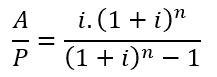 A/P = i.(1 + i)^n / (1 + i)^n − 1